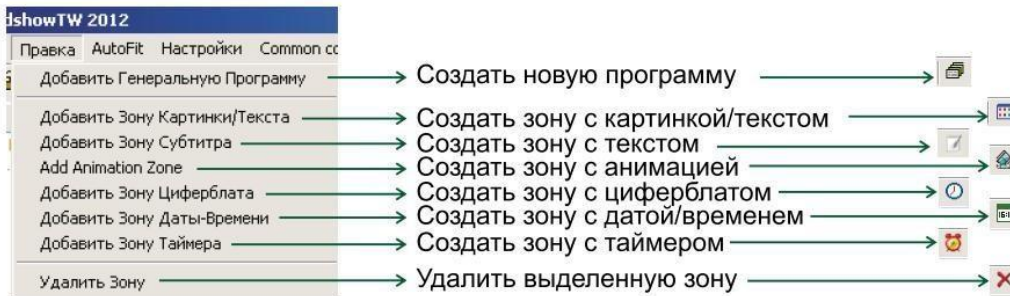 dshowTW 2012
Правка AutoFit Настройки Common co
Добавить Генеральную Программу Создать новую программу
Добавить Зону Картинки/Текста Создать зону с картинкой/текстом
Добавить Зону Субтитра Создать зону с текстом
Add Animation Zone Создать зону с анимацией
Добавить Зону Циферблата Создать зону с циферблатом
Добавить Зону Даты-Времени Создать зону с датой/временем
Добавить Зону Таймера Создать зону с таймером
Удалить Зону Удалить выделенную зону